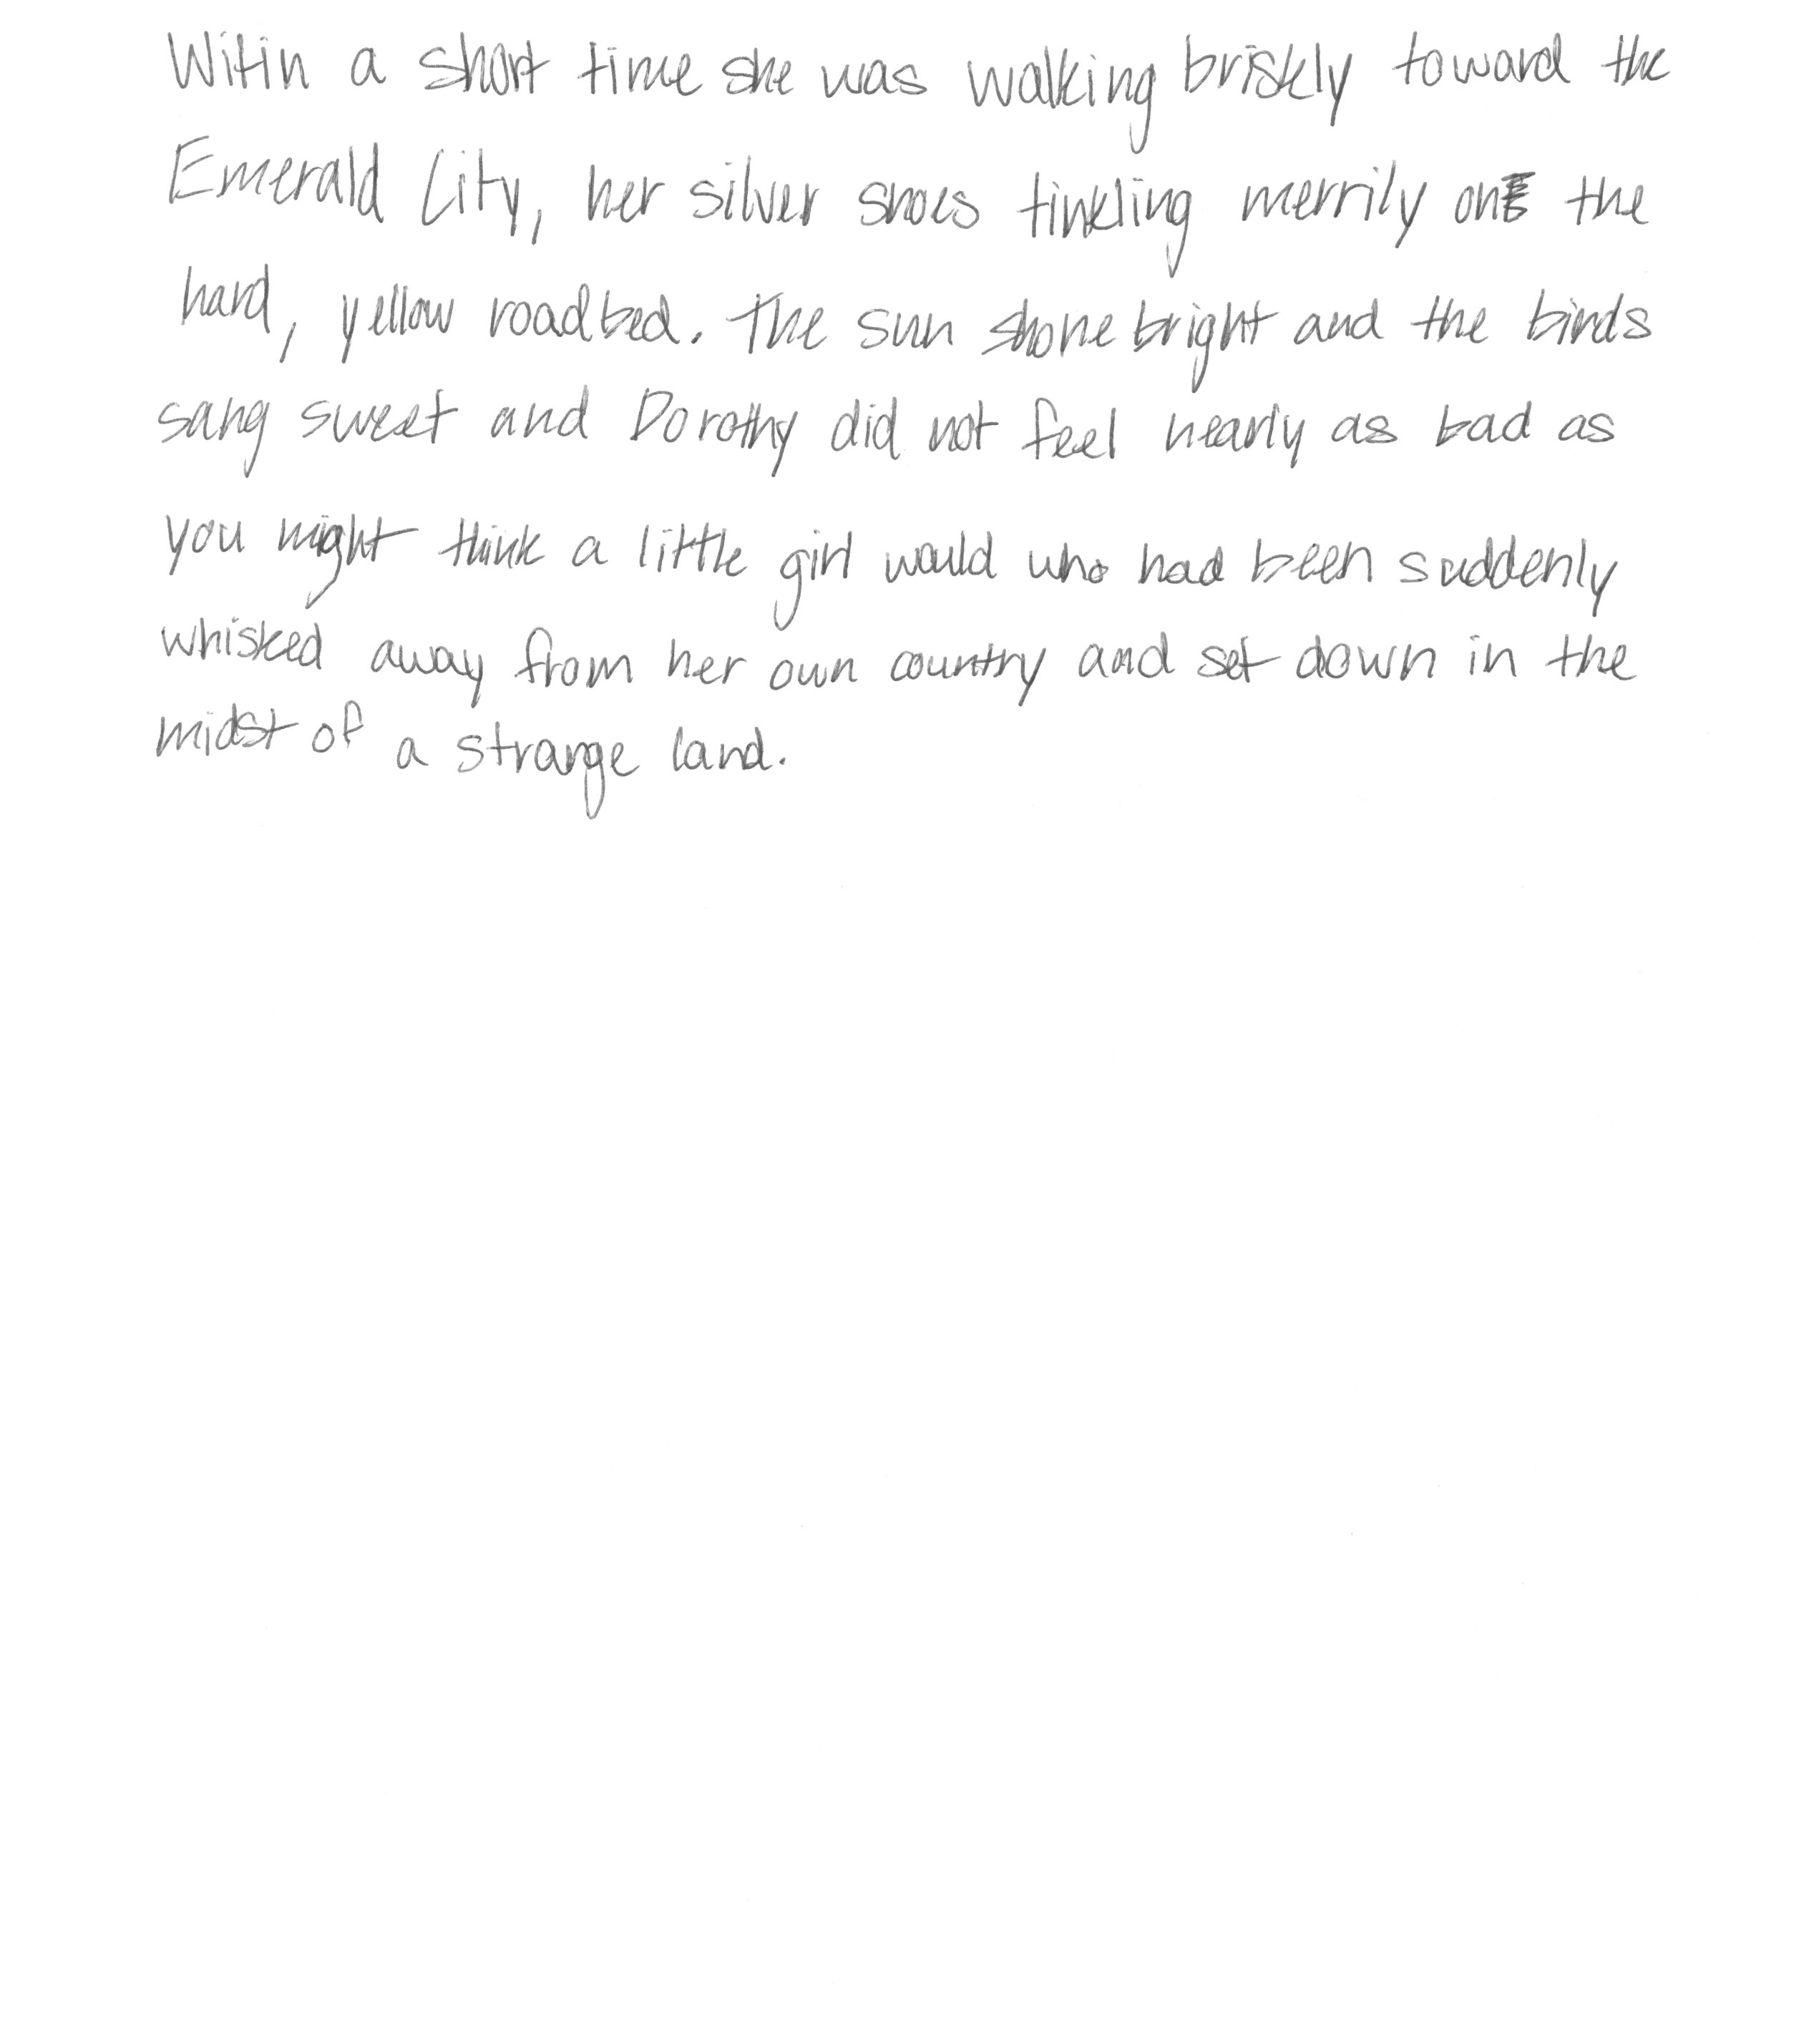 Witin a short time she was walking briskly toward the
Emerald City, her silver shoes tinkling merrily on the
hard, yellow roadbed. The sun shone bright and the birds
sang sweet and Dorothy did not feel nearly as bad as
you might think a little girl would who had been suddenly
whisked away from her own country and set down in the
midst of a strange land.